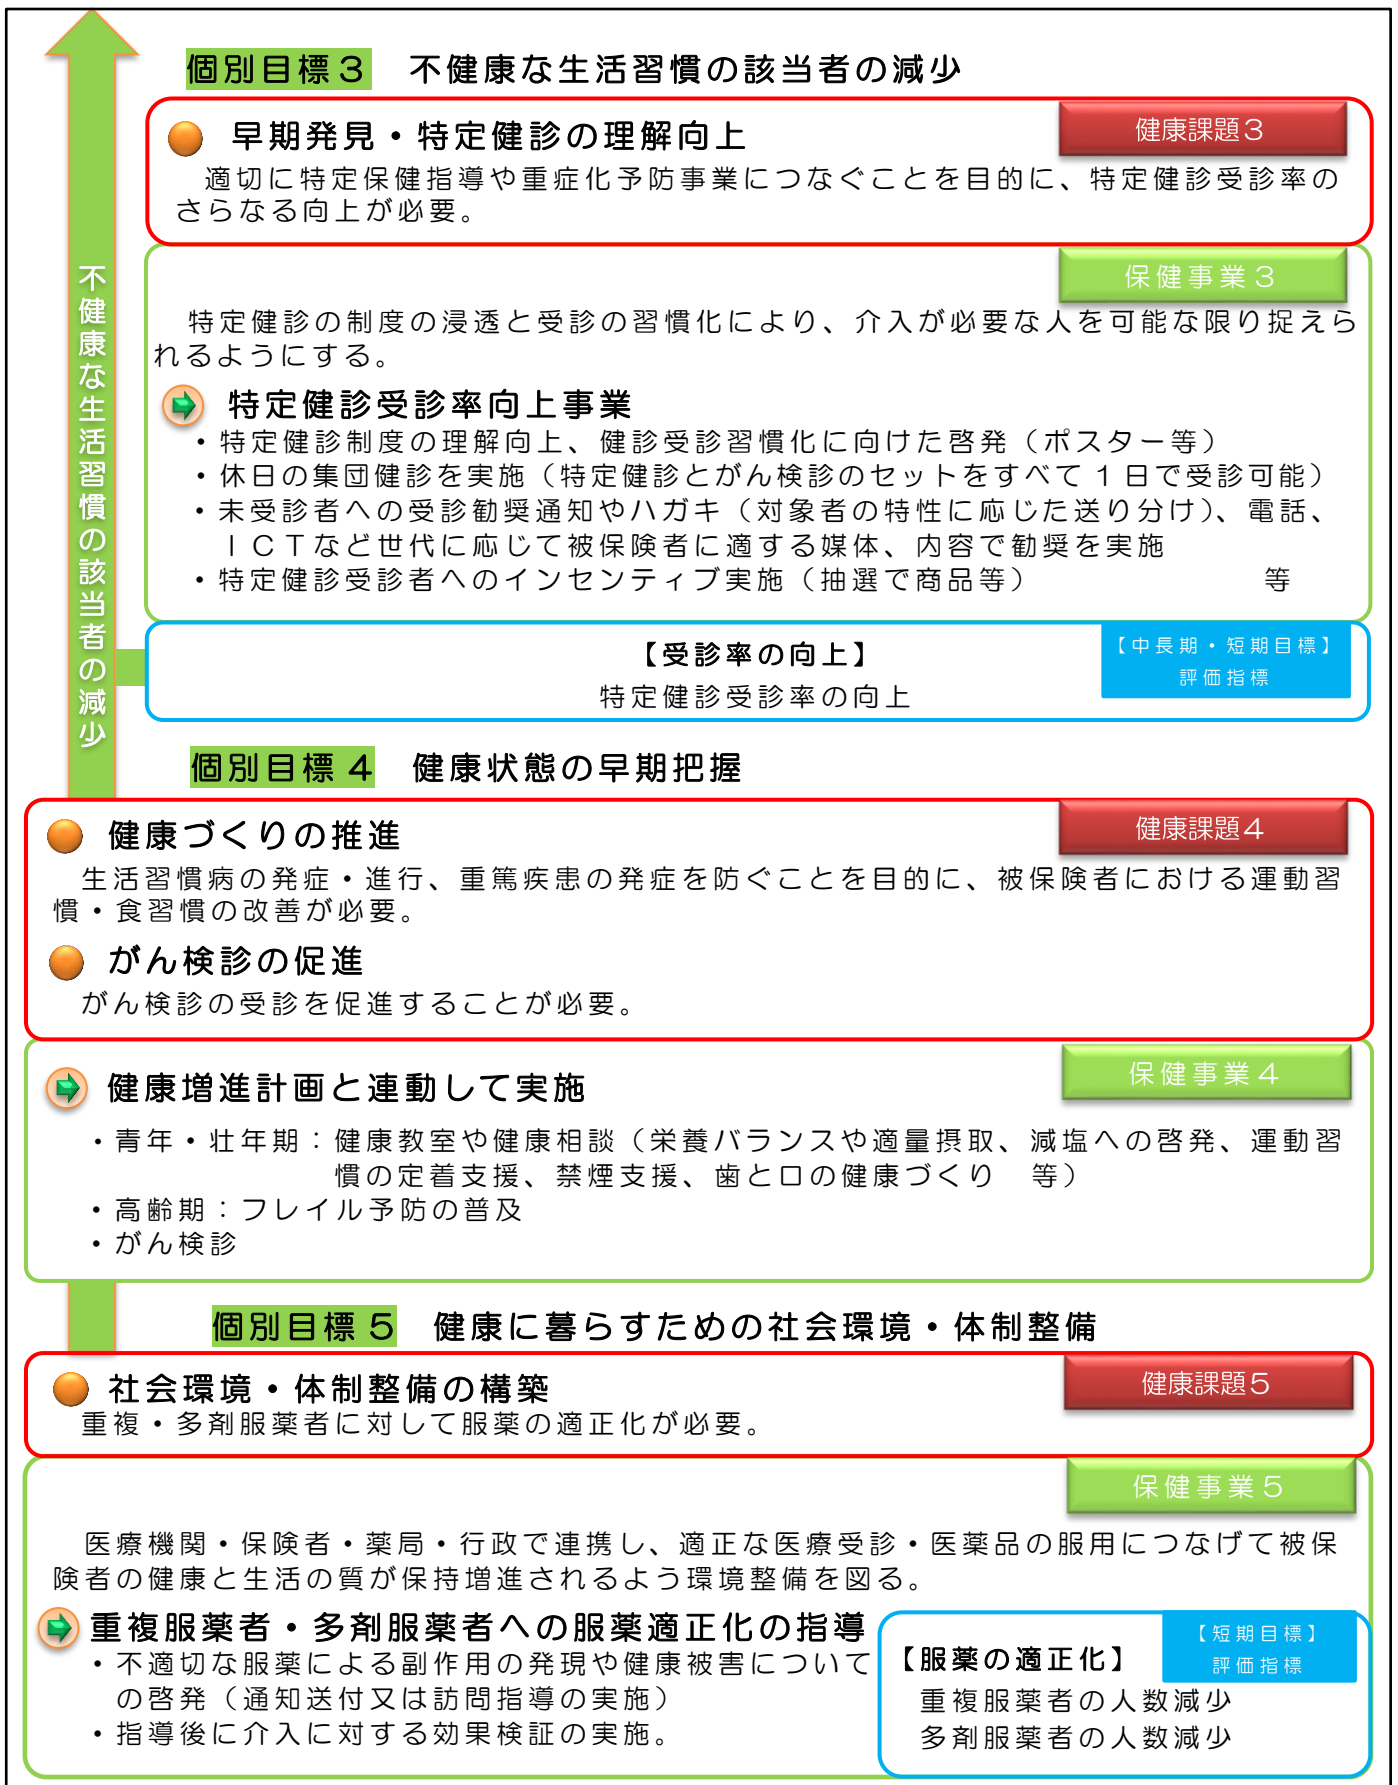 個別目標３　不健康な生活習慣の該当者の減少
早期発見・特定健診の理解向上
健康課題３
適切に特定保健指導や重症化予防事業につなぐことを目的に、特定健診受診率の
さらなる向上が必要。
不健康な生活習慣の該当者の減少
保健事業３
特定健診の制度の浸透と受診の習慣化により、介入が必要な人を可能な限り捉えら
れるようにする。
特定健診受診率向上事業
・特定健診制度の理解向上、健診受診習慣化に向けた啓発（ポスター等）
・休日の集団健診を実施（特定健診とがん検診のセットをすべて１日で受診可能）
・未受診者への受診勧奨通知やハガキ（対象者の特性に応じた送り分け）、電話、
ＩＣＴなど世代に応じて被保険者に適する媒体、内容で勧奨を実施
・特定健診受診者へのインセンティブ実施（抽選で商品等）　等
【受診率の向上】
特定健診受診率の向上
【中長期・短期目標】
評価指標
個別目標４　健康状態の早期把握
健康づくりの推進
健康課題４
生活習慣病の発症・進行、重篤疾患の発症を防ぐことを目的に、被保険者における運動習
慣・食習慣の改善が必要。
がん検診の促進
がん検診の受診を促進することが必要。
保健事業４
健康増進計画と連動して実施
・青年・壮年期：健康教室や健康相談（栄養バランスや適量摂取、減塩への啓発、運動習
慣の定着支援、禁煙支援、歯と口の健康づくり　等）
・高齢期：フレイル予防の普及
・がん検診
個別目標５　健康に暮らすための社会環境・体制整備
社会環境・体制整備の構築
健康課題５
重複・多剤服薬者に対して服薬の適正化が必要。
保健事業５
医療機関・保険者・薬局・行政で連携し、適正な医療受診・医薬品の服用につなげて被保
険者の健康と生活の質が保持増進されるよう環境整備を図る。
重複服薬者・多剤服薬者への服薬適正化の指導
・不適切な服薬による副作用の発現や健康被害について
の啓発（通知送付又は訪問指導の実施）
・指導後に介入に対する効果検証の実施。
【短期目標】
評価指標
【服薬の適正化】
重複服薬者の人数減少
多剤服薬者の人数減少